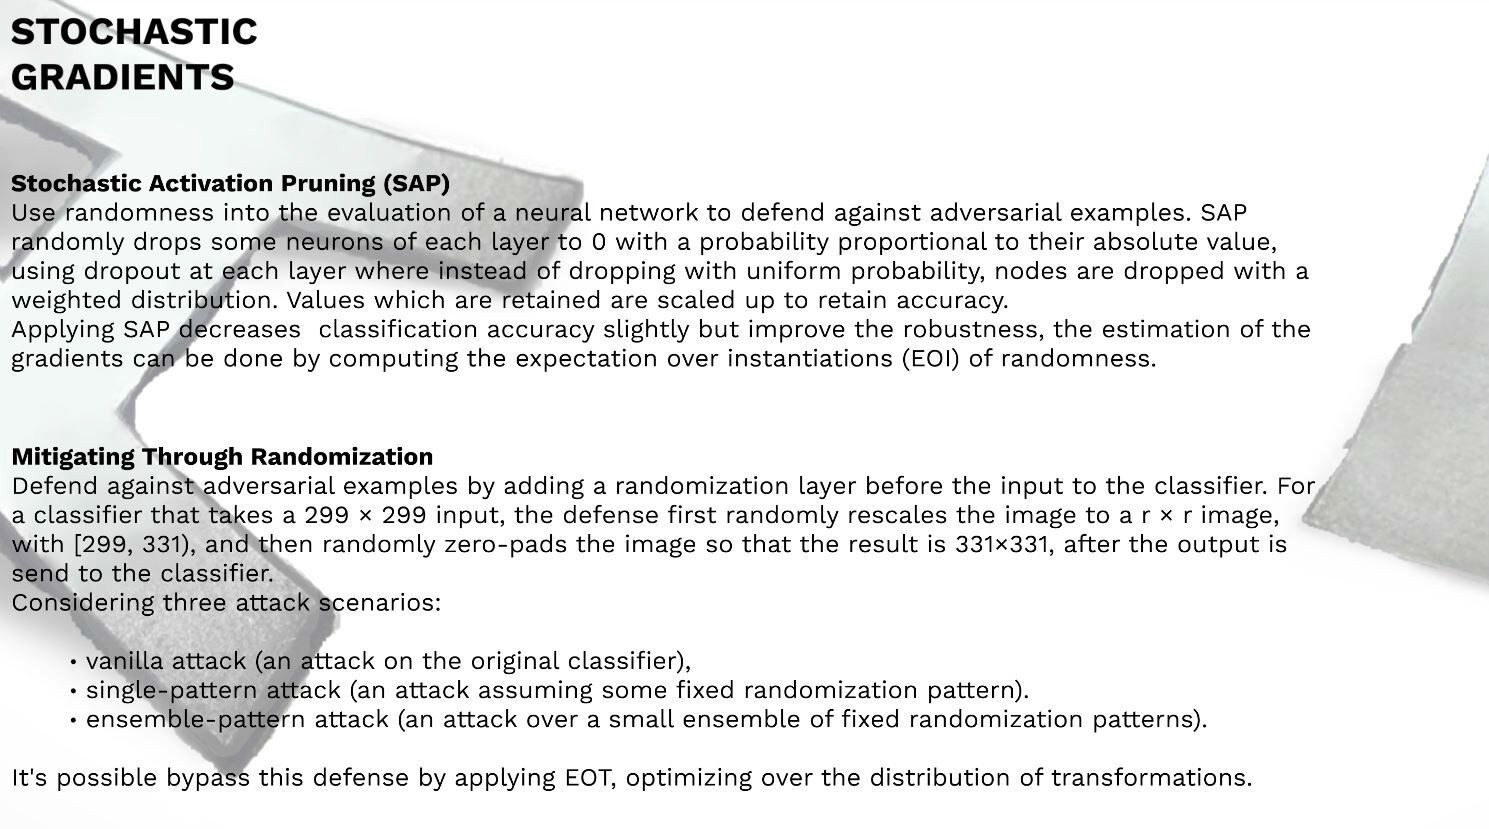 STOCHASTIC
GRADIENTS
Stochastic Activation Pruning (SAP)
Use randomness into the evaluation of a neural network to defend against adversarial examples. SAP
randomly drops some neurons of each layer to 0 with a probability proportional to their absolute value,
using dropout at each layer where instead of dropping with uniform probability, nodes are dropped with a
weighted distribution. Values which are retained are scaled up to retain accuracy.
Applying SAP decreases  classification accuracy slightly but improve the robustness, the estimation of the
gradients can be done by computing the expectation over instantiations (EOI) of randomness.
Mitigating Through Randomization
Defend against adversarial examples by adding a randomization layer before the input to the classifier. For
a classifier that takes a 299 × 299 input, the defense first randomly rescales the image to a r × r image,
with [299, 331), and then randomly zero-pads the image so that the result is 331×331, after the output is
send to the classifier.
Considering three attack scenarios:
• vanilla attack (an attack on the original classifier),
• single-pattern attack (an attack assuming some fixed randomization pattern).
• ensemble-pattern attack (an attack over a small ensemble of fixed randomization patterns).
It's possible bypass this defense by applying EOT, optimizing over the distribution of transformations.